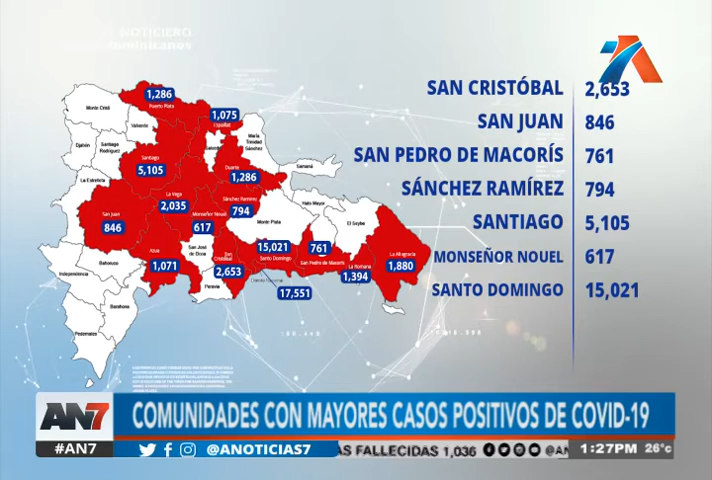 NOTICIERO
Dominicanos
1,286
Puerto Plata
1,075
Espaillat
Monte Cristi
Valverde
María
Trinidad
Sánchez
Dajabón
Santiago
Rodríguez
Santiago
5,105
Duarte
1,286
Samaná
La Estrelleta
La Vega
2,035
Sánchez Ramírez
794
Monseñor Nouel
617
San Juan
846
Monte Plata
Hato Mayor
El Seybo
San José
de Ocoa
Azua
1,071
San
Cristóbal
2,653
15,021
Santo Domingo
761
San Pedro de Macorís
La Romana
1,394
La Altagracia
1,880
Bahoruco
Independencia
Barahona
Pedernales
Peravia
Distrito Nacional
17,551
SAN CRISTÓBAL 2,653
SAN JUAN 846
SAN PEDRO DE MACORÍS 761
SÁNCHEZ RAMÍREZ 794
SANTIAGO 5,105
MONSEÑOR NOUEL 617
SANTO DOMINGO 15,021
AN7 COMUNIDADES CON MAYORES CASOS POSITIVOS DE COVID-19
#AN7 @ANOTICIAS7 AS FALLECIDAS 1,036 @AN 1:27PM 26°c